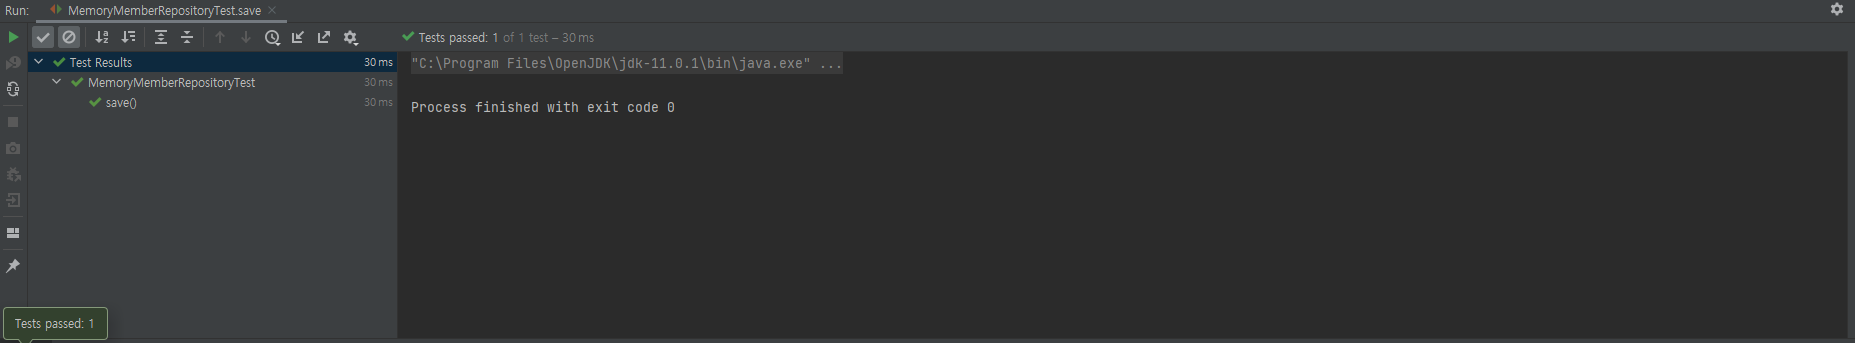 Run: MemoryMemberRepositoryTest.save
Tests passed: 1 of 1 test – 30 ms
Test Results 30 ms
MemoryMemberRepositoryTest 30 ms
save() 30 ms
"C:\Program Files\OpenJDK\jdk-11.0.1\bin\java.exe" ...
Process finished with exit code 0
Tests passed: 1